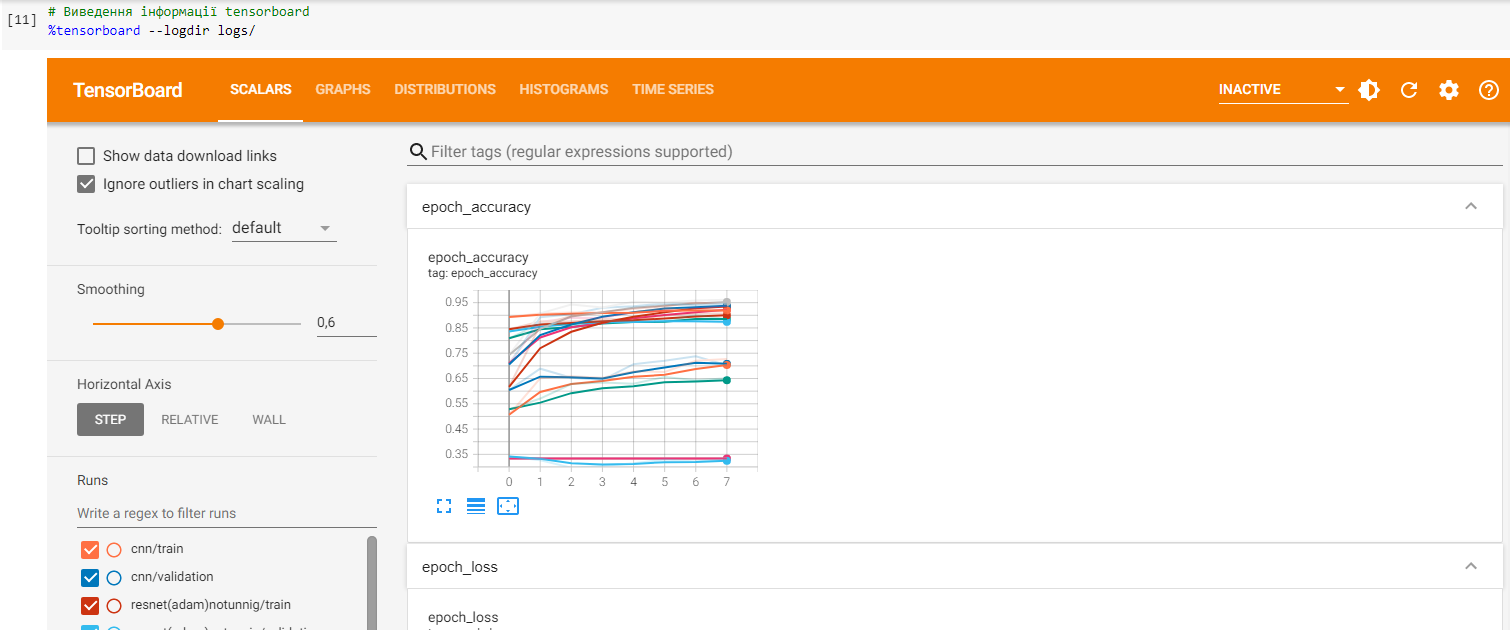 [11]
# Виведення інформації tensorboard
%tensorboard --logdir logs/
TensorBoard
SCALARS
GRAPHS
DISTRIBUTIONS
HISTOGRAMS
TIME SERIES
INACTIVE
Show data download links
Ignore outliers in chart scaling
Tooltip sorting method: default
Smoothing
0,6
Horizontal Axis
STEP
RELATIVE
WALL
Runs
Write a regex to filter runs
cnn/train
cnn/validation
resnet(adam)notunnig/train
Filter tags (regular expressions supported)
epoch_accuracy
epoch_accuracy
tag: epoch_accuracy
0.95
0.85
0.75
0.65
0.55
0.45
0.35
0 1 2 3 4 5 6 7
epoch_loss
epoch_loss